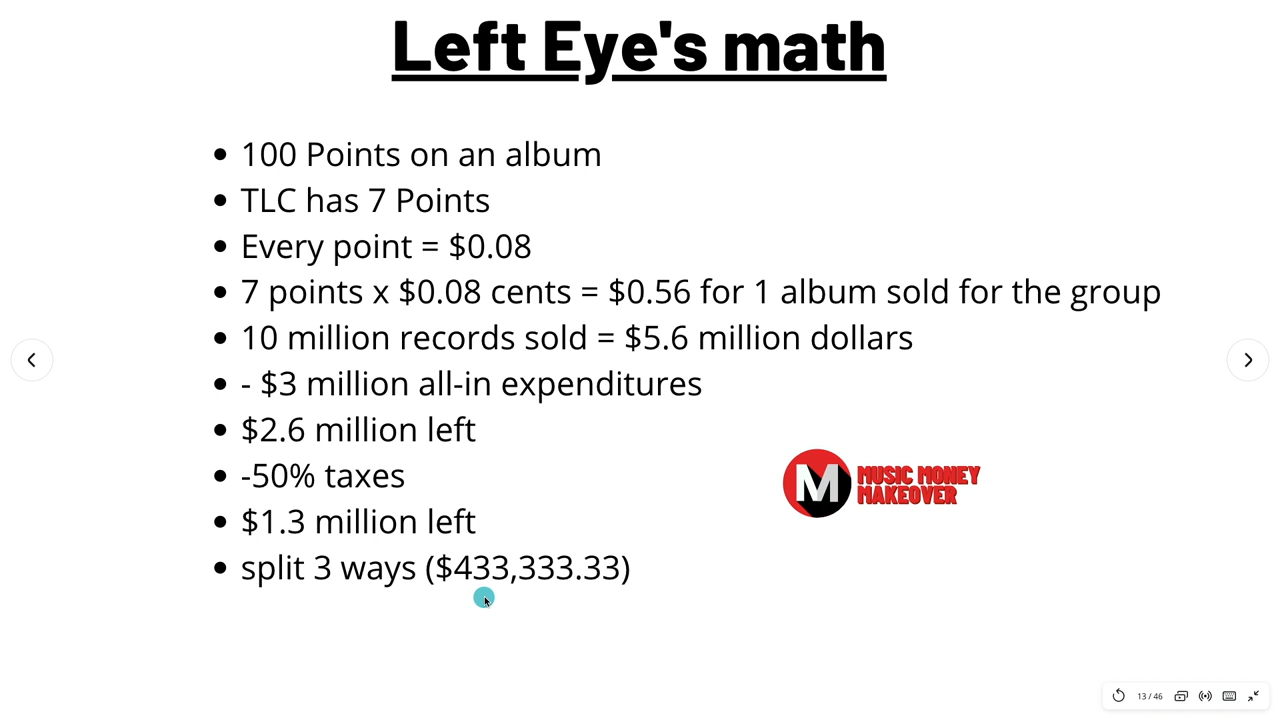 Left Eye's math
100 Points on an album
TLC has 7 Points
Every point = $0.08
7 points x $0.08 cents = $0.56 for 1 album sold for the group
10 million records sold = $5.6 million dollars
- $3 million all-in expenditures
$2.6 million left
-50% taxes
$1.3 million left
split 3 ways ($433,333.33)
M
MUSIC MONEY
MAKEOVER
13 / 46